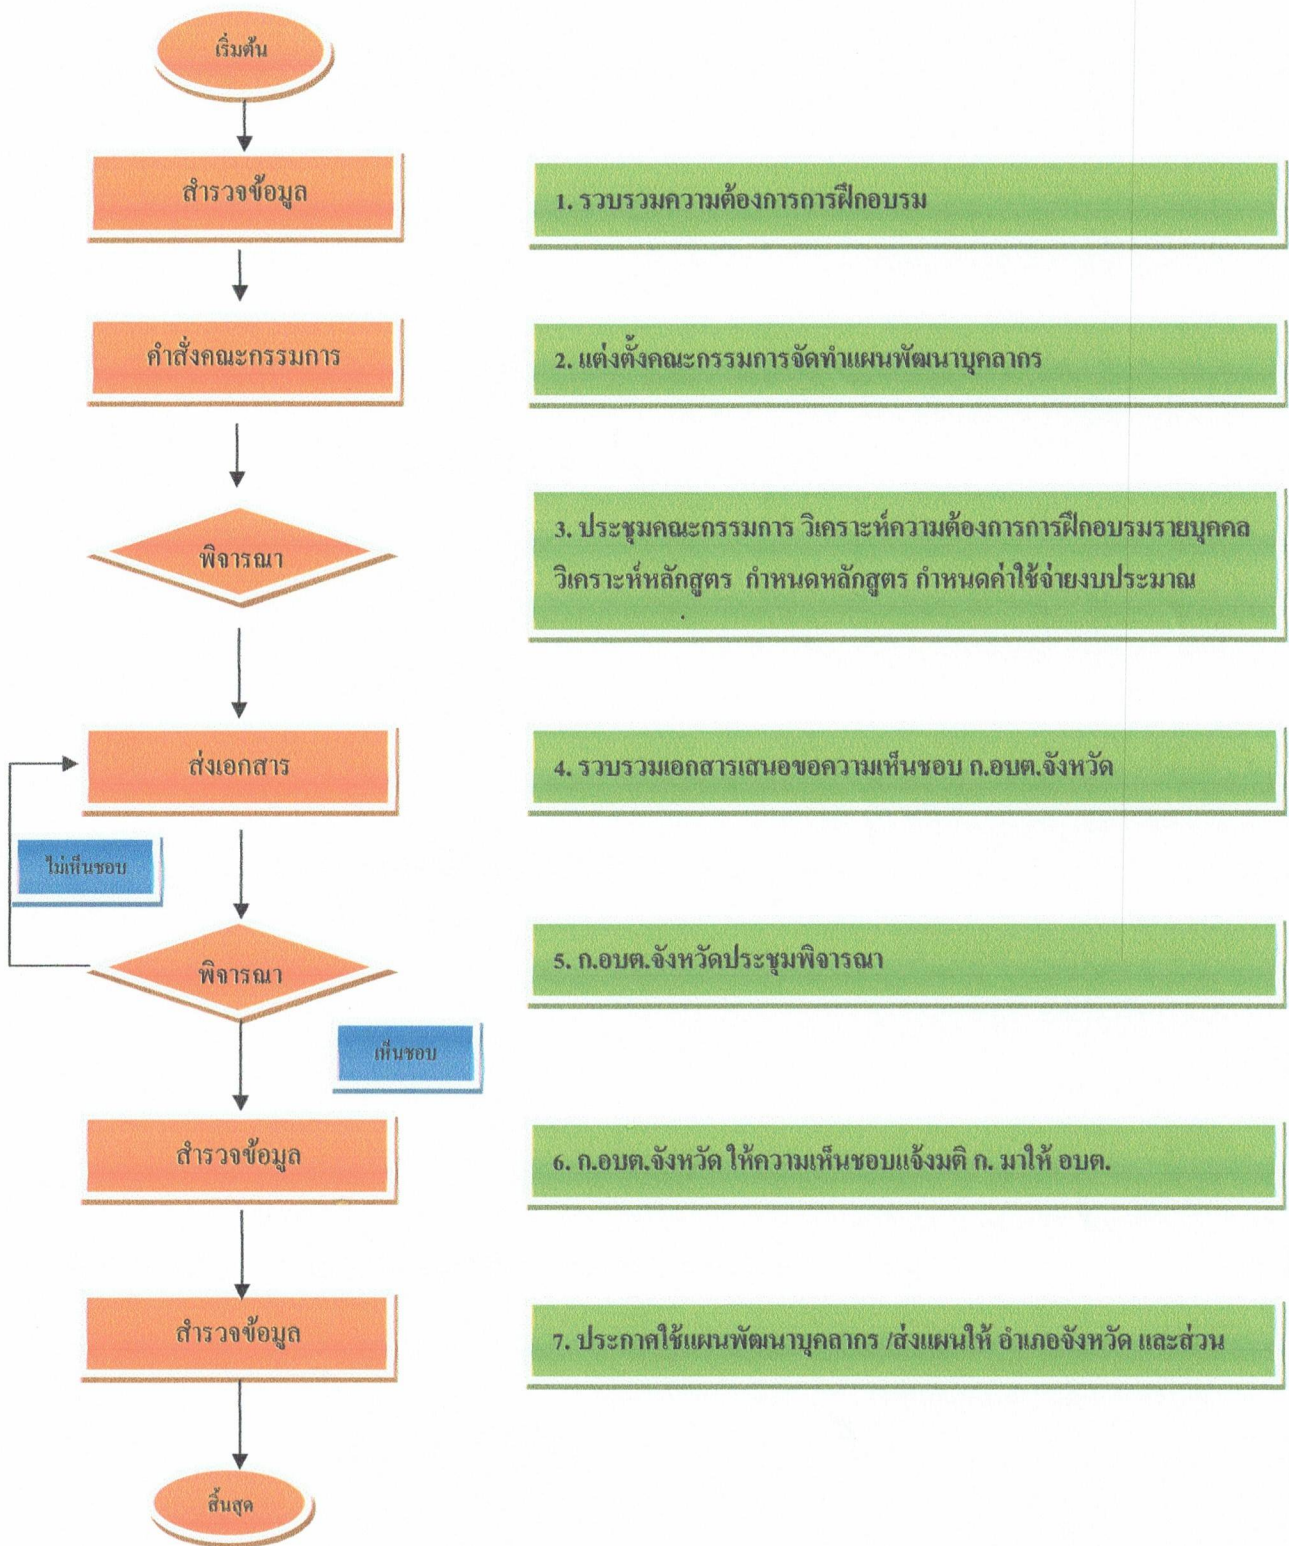 เริ่มต้น
สำรวจข้อมูล
1. รวบรวมความต้องการการฝึกอบรม
คำสั่งคณะกรรมการ
2. แต่งตั้งคณะกรรมการจัดทำแผนพัฒนาบุคลากร
พิจารณา
3. ประชุมคณะกรรมการ วิเคราะห์ความต้องการการฝึกอบรมรายบุคคล
วิเคราะห์หลักสูตร กำหนดหลักสูตร กำหนดค่าใช้จ่ายงบประมาณ
ส่งเอกสาร
4. รวบรวมเอกสารเสนอขอความเห็นชอบ ก.อบต.จังหวัด
ไม่เห็นชอบ
พิจารณา
5. ก.อบต.จังหวัดประชุมพิจารณา
เห็นชอบ
สำรวจข้อมูล
6. ก.อบต.จังหวัด ให้ความเห็นชอบแจ้งมติ ก. มาให้ อบต.
สำรวจข้อมูล
7. ประกาศใช้แผนพัฒนาบุคลากร /ส่งแผนให้ อำเภอจังหวัด และส่วน
สิ้นสุด